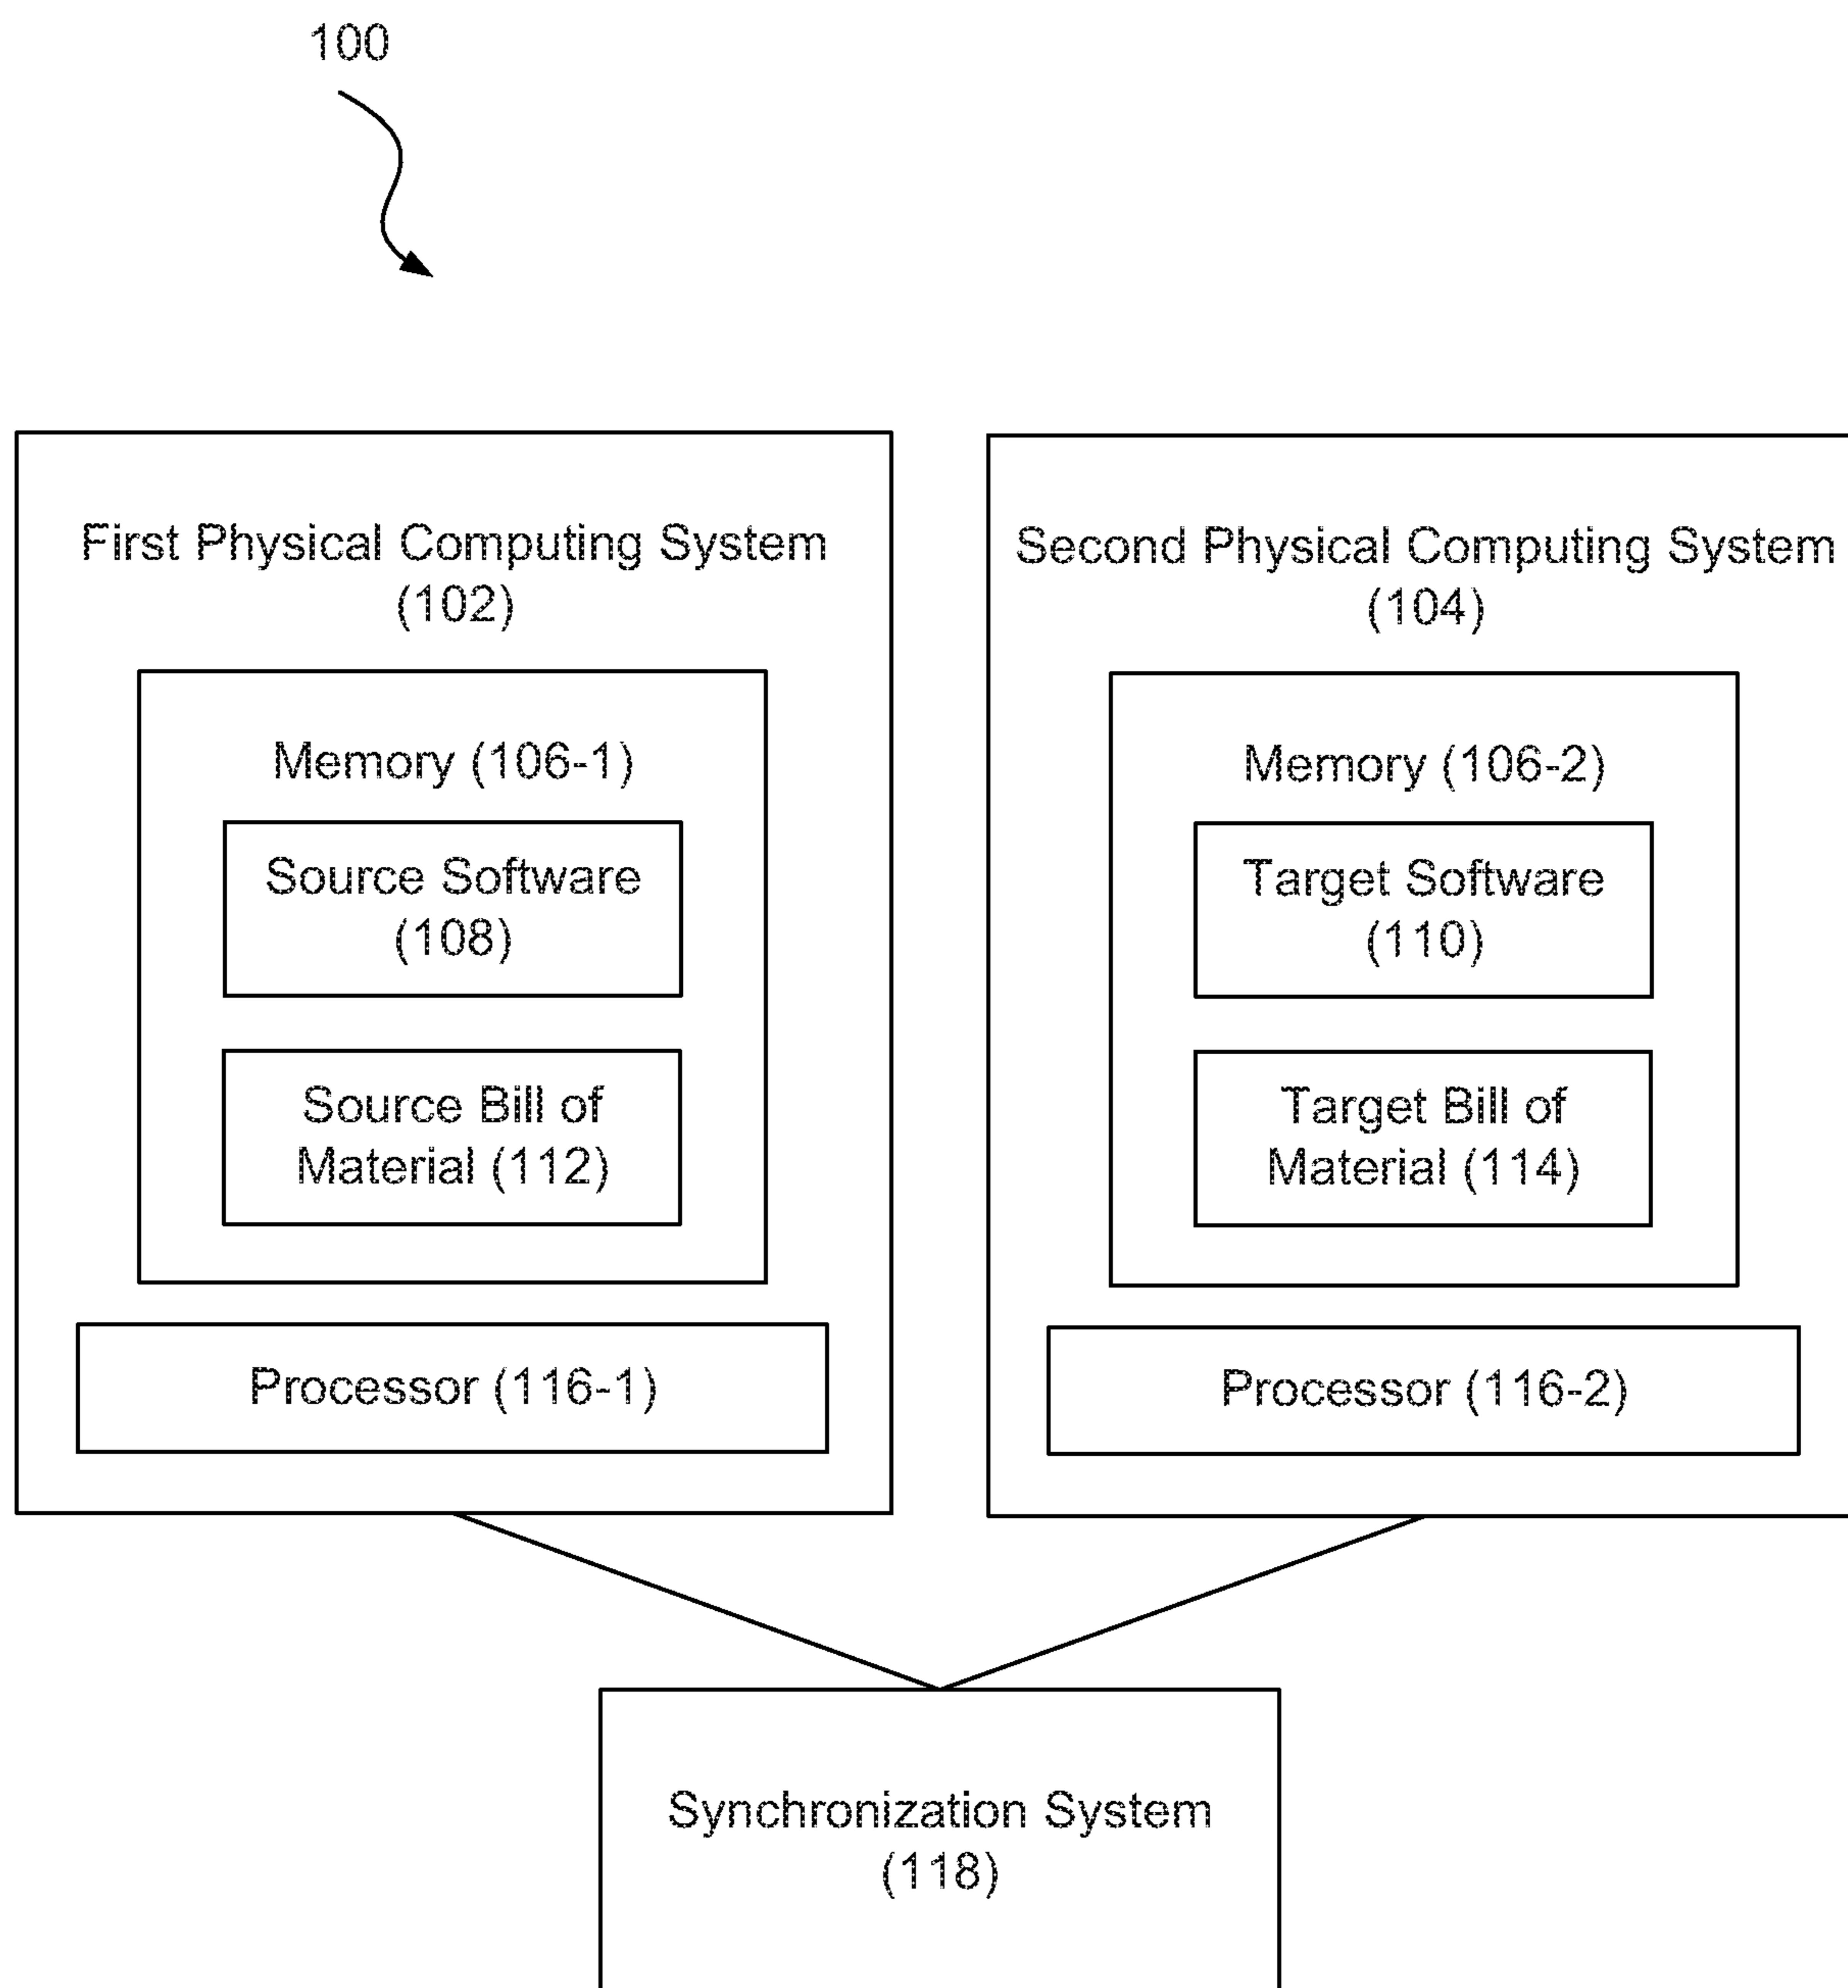 100
First Physical Computing System
(102)
Memory (106-1)
Source Software
(108)
Source Bill of
Material (112)
Processor (116-1)
Second Physical Computing System
(104)
Memory (106-2)
Target Software
(110)
Target Bill of
Material (114)
Processor (116-2)
Synchronization System
(118)